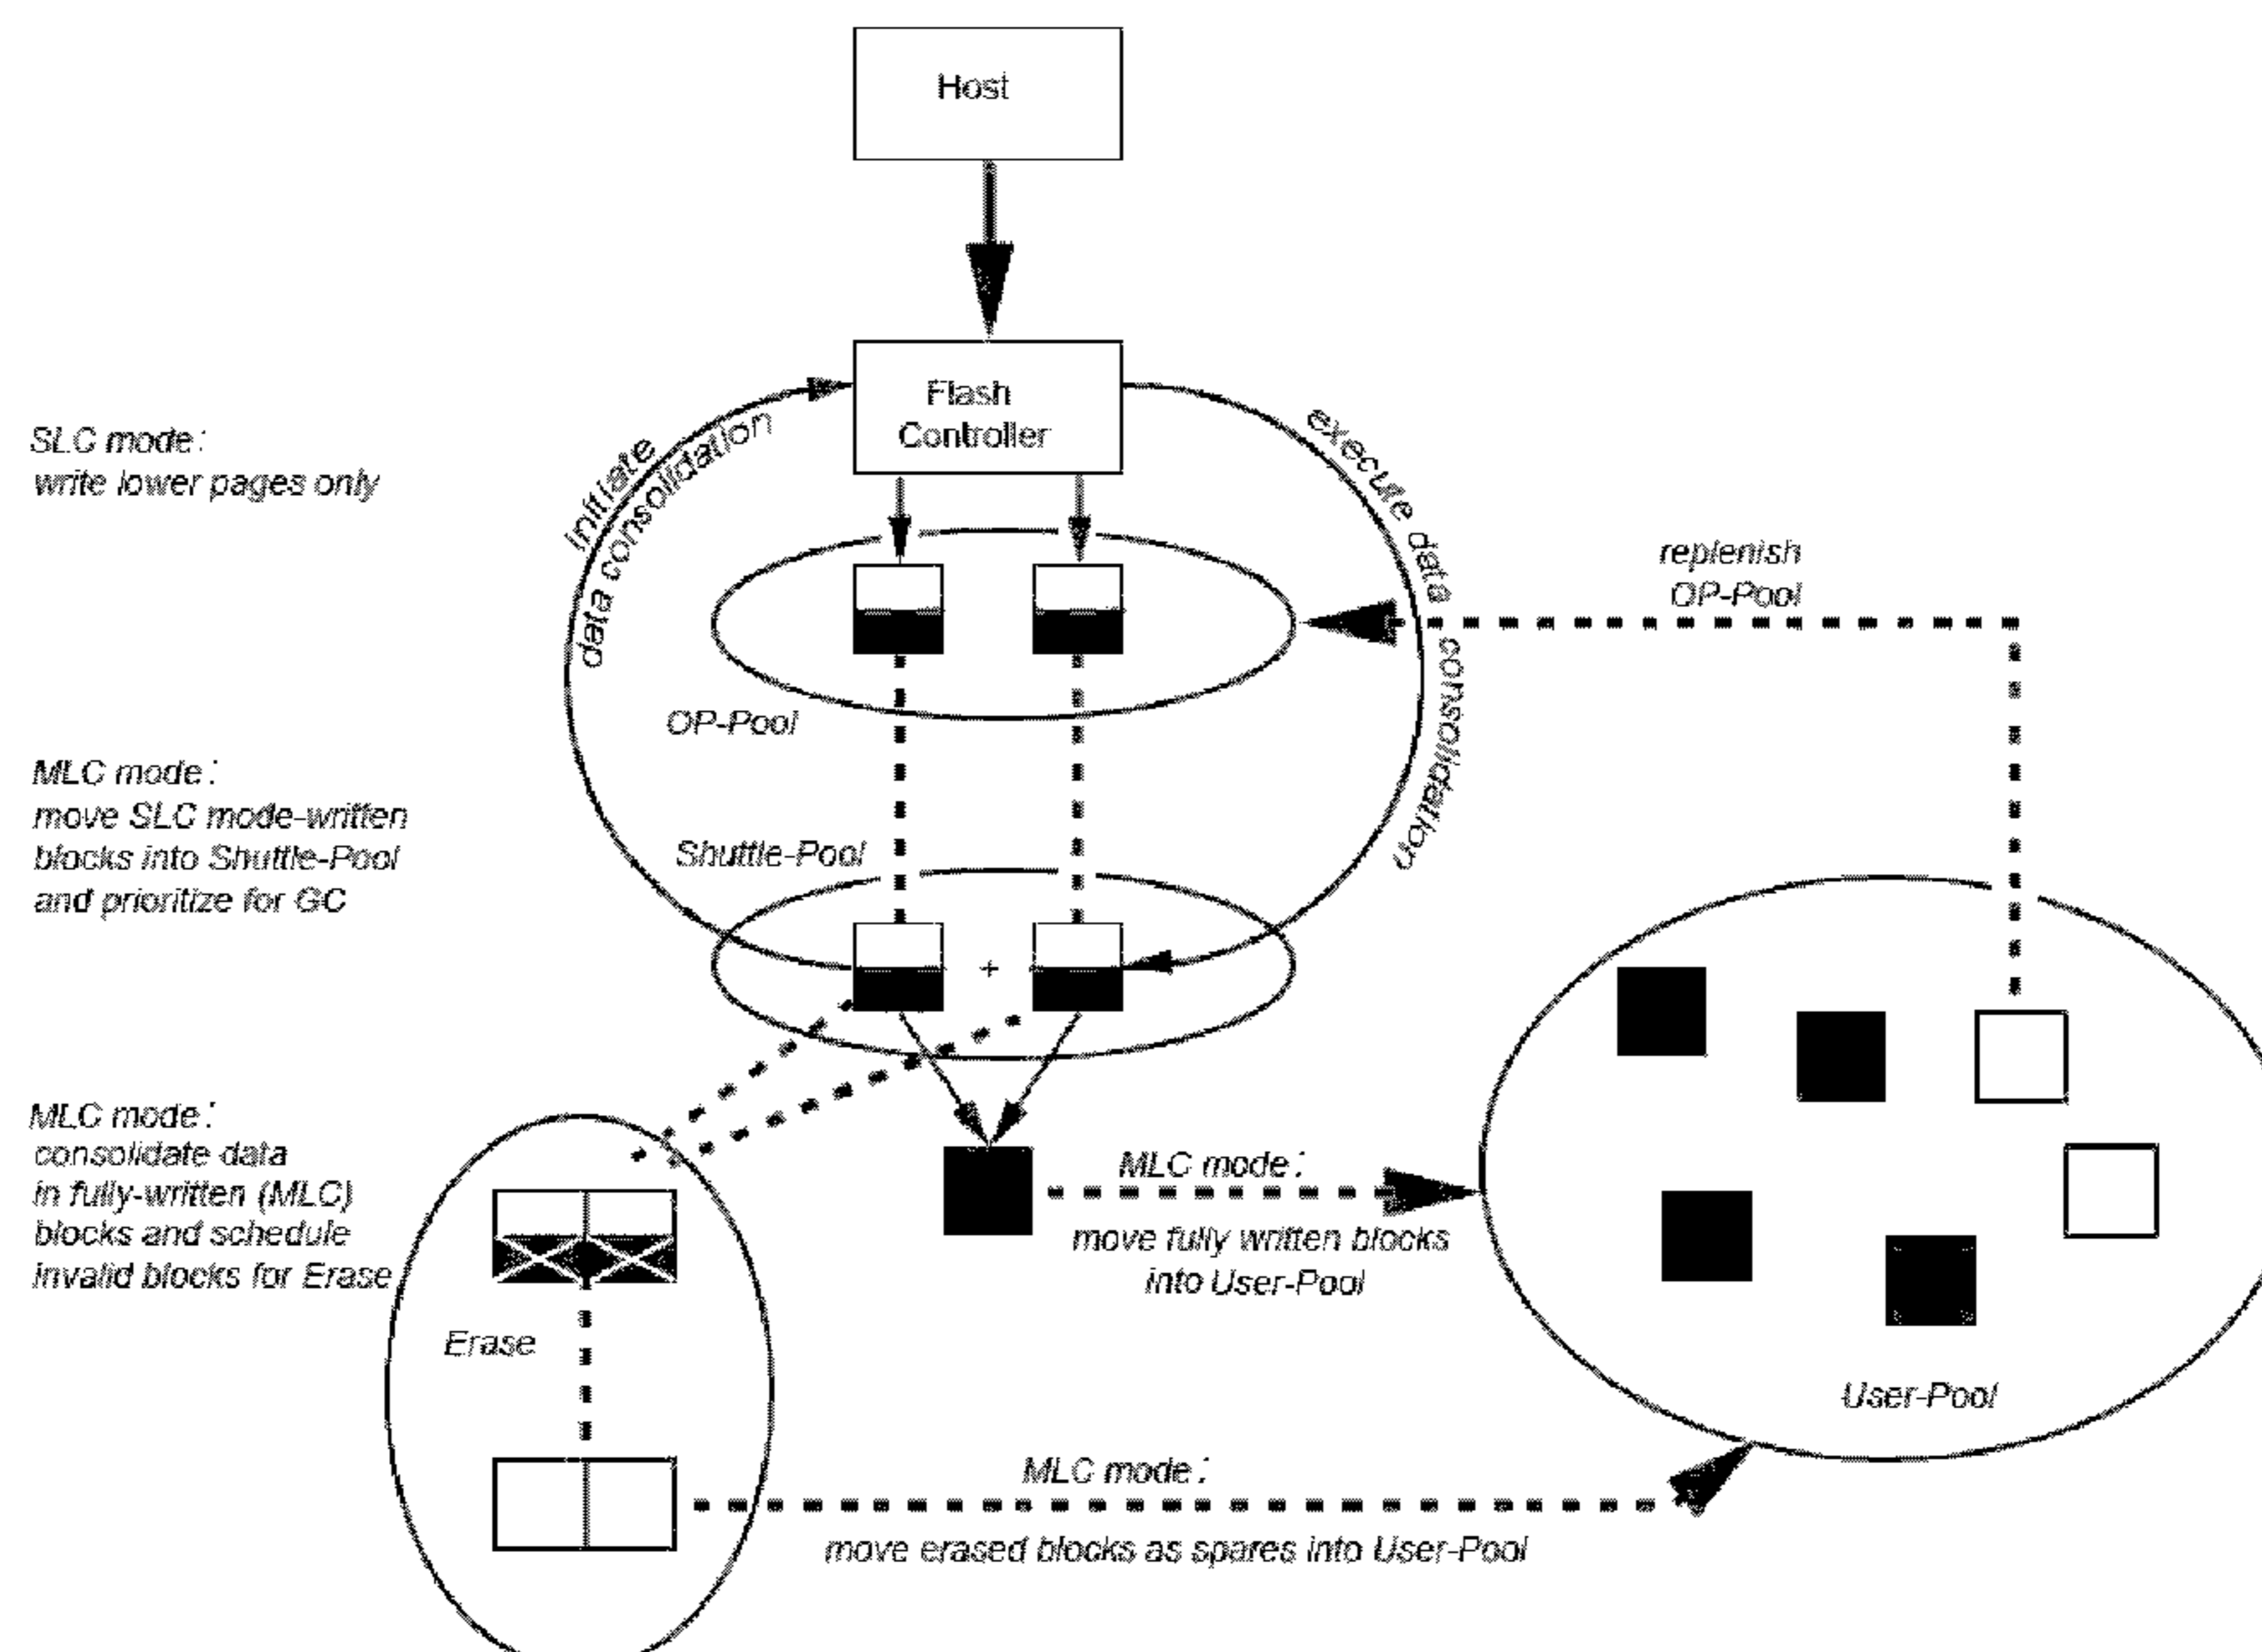 Host
Flash
Controller
initiate
data consolidation
execute data consolidation
SLC mode:
write lower pages only
replenish
OP-Pool
OP-Pool
MLC mode:
move SLC mode-written
blocks into Shuttle-Pool
and prioritize for GC
Shuttle-Pool
+
MLC mode:
consolidate data
in fully-written (MLC)
blocks and schedule
invalid blocks for Erase
MLC mode:
move fully written blocks
into User-Pool
Erase
User-Pool
MLC mode:
move erased blocks as spares into User-Pool